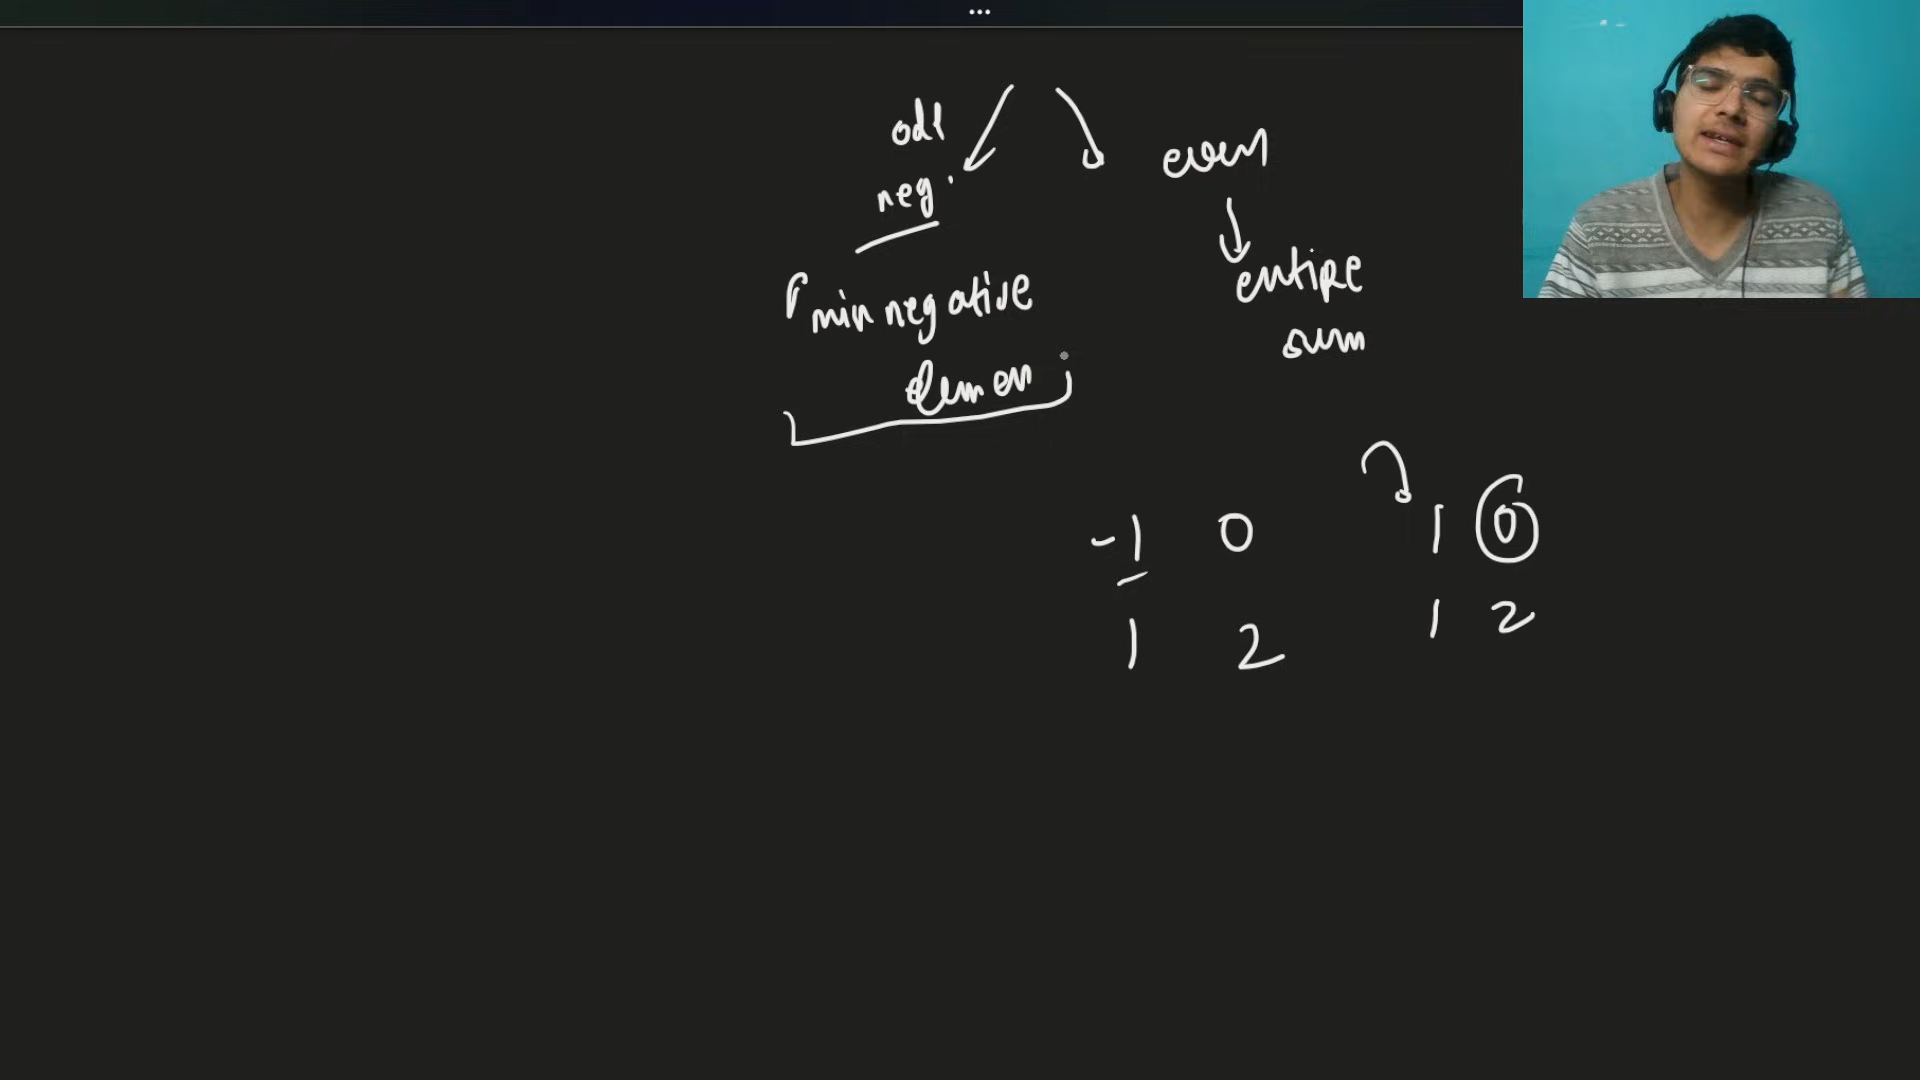 ...
odd
neg.
min negative
elemen
even
entire
sum
-1 0
1 2
1 0
1 2